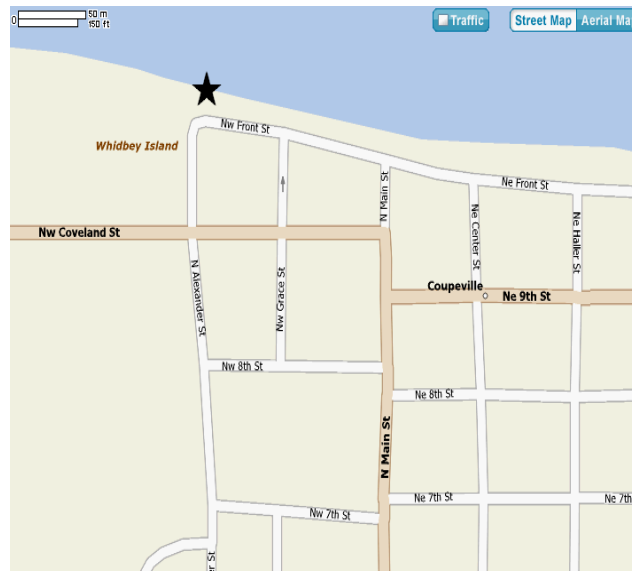 0
50 m
150 ft
Traffic
Street Map
Aerial Ma
Nw Front St
Whidbey Island
N Main St
Ne Front St
Nw Coveland St
N Alexander St
Nw Grace St
Ne Center St
Ne Haller St
Coupeville
Ne 9th St
Nw 8th St
Ne 8th St
N Main St
Nw 7th St
Ne 7th St
Ne 7th
er St